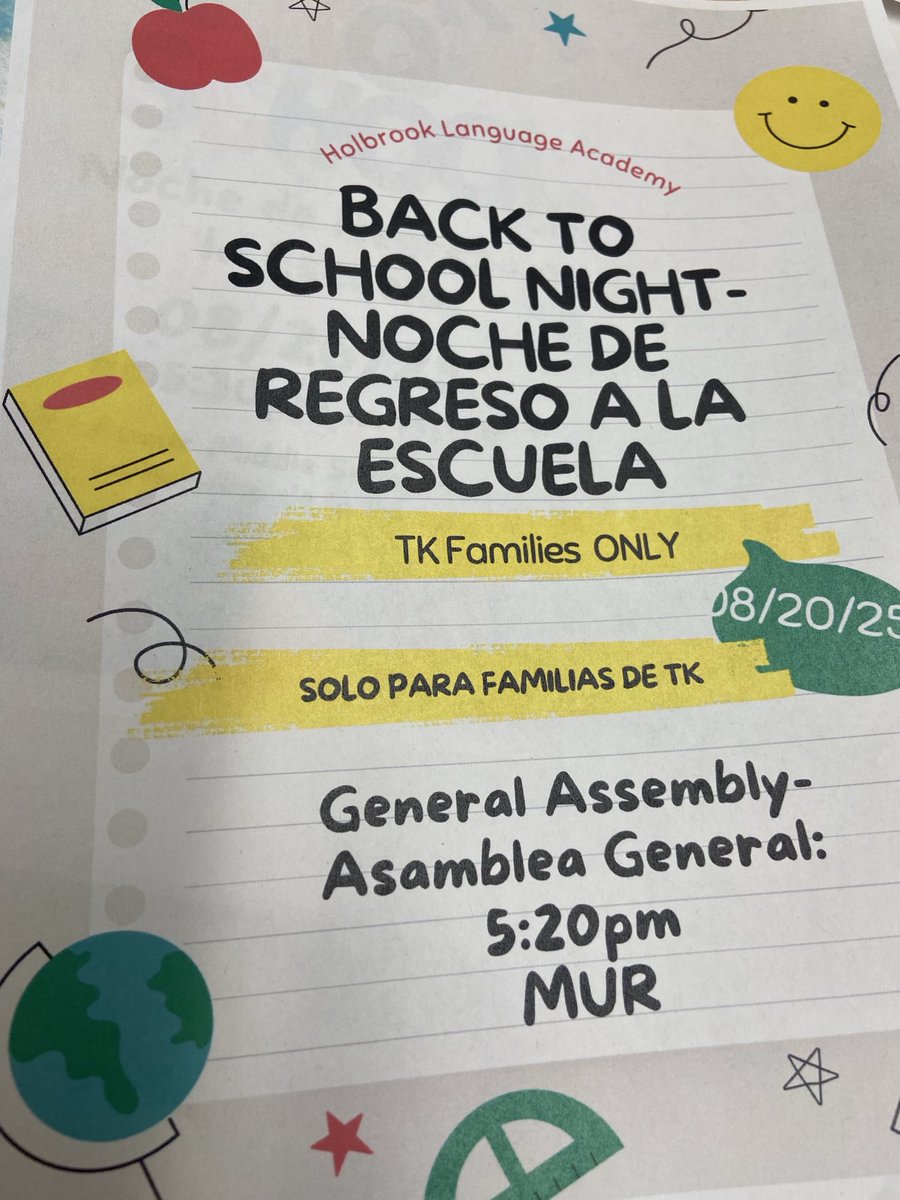 Holbrook Language Academy
BACK TO
SCHOOL NIGHT-
NOCHE DE
REGRESO A LA
ESCUELA
TK Families ONLY
08/20/25
SOLO PARA FAMILIAS DE TK
General Assembly-
Asamblea General:
5:20pm
MUR